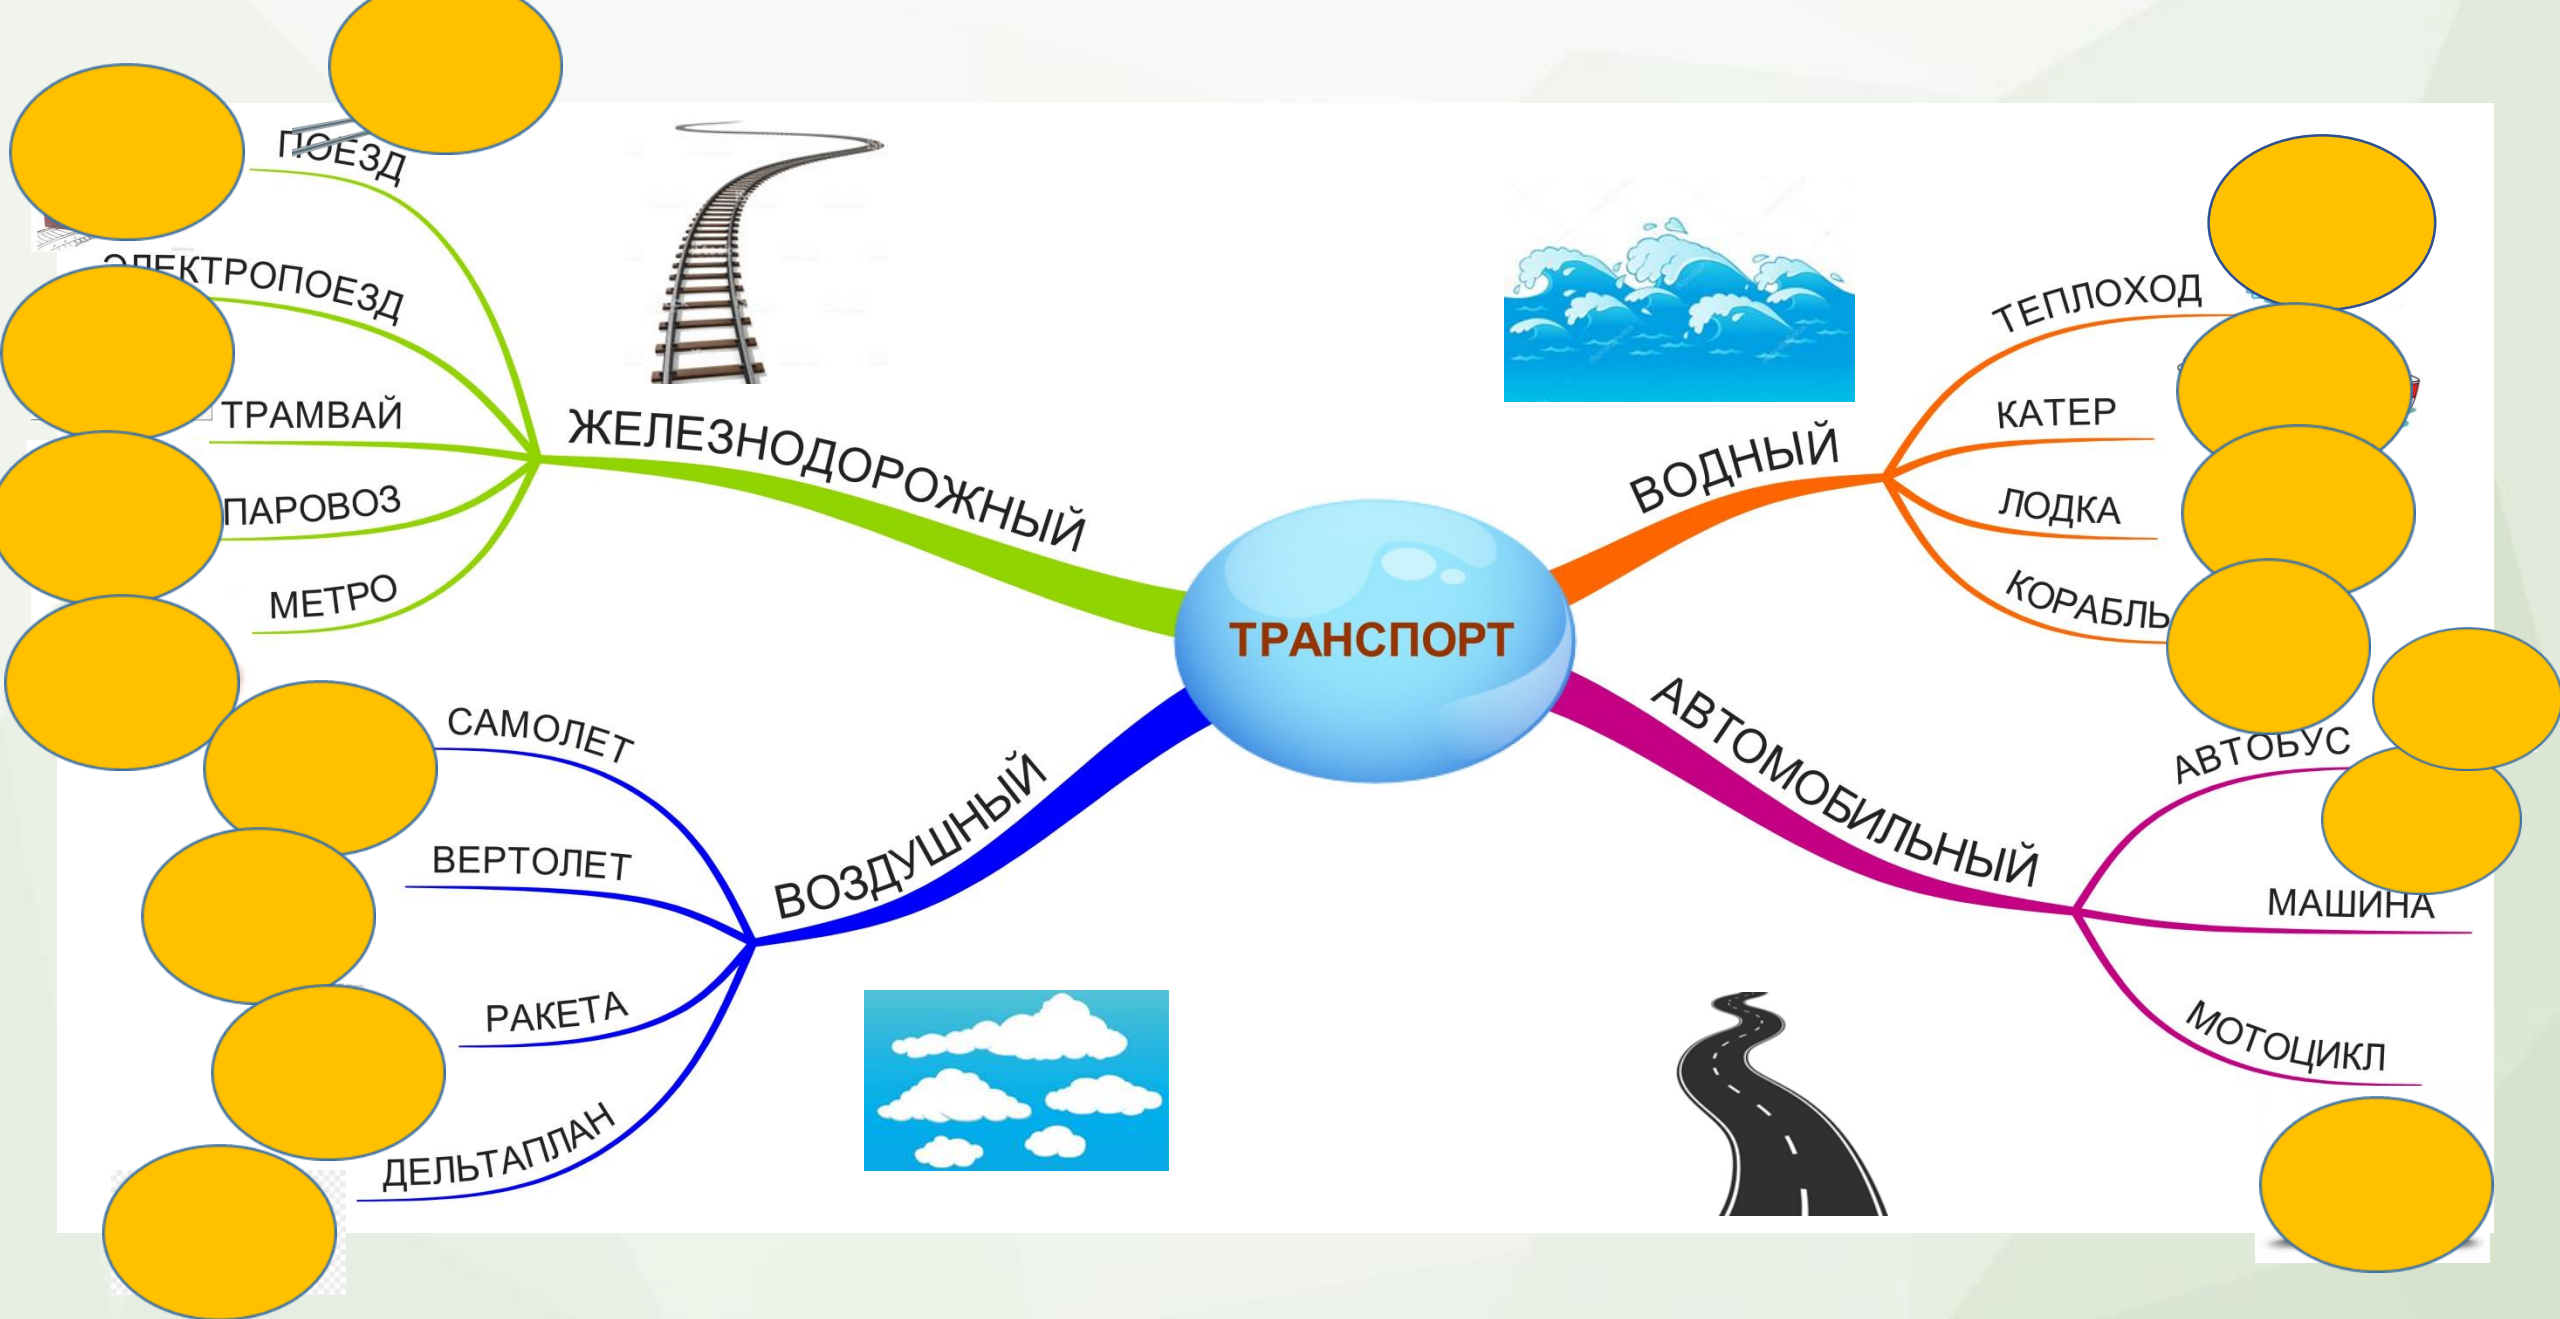 ПОЕЗД
ЭЛЕКТРОПОЕЗД
ТРАМВАЙ
ПАРОВОЗ
МЕТРО
ЖЕЛЕЗНОДОРОЖНЫЙ
САМОЛЕТ
ВЕРТОЛЕТ
РАКЕТА
ДЕЛЬТАПЛАН
ВОЗДУШНЫЙ
ТРАНСПОРТ
ВОДНЫЙ
ТЕПЛОХОД
КАТЕР
ЛОДКА
КОРАБЛЬ
АВТОМОБИЛЬНЫЙ
АВТОБУС
МАШИНА
МОТОЦИКЛ